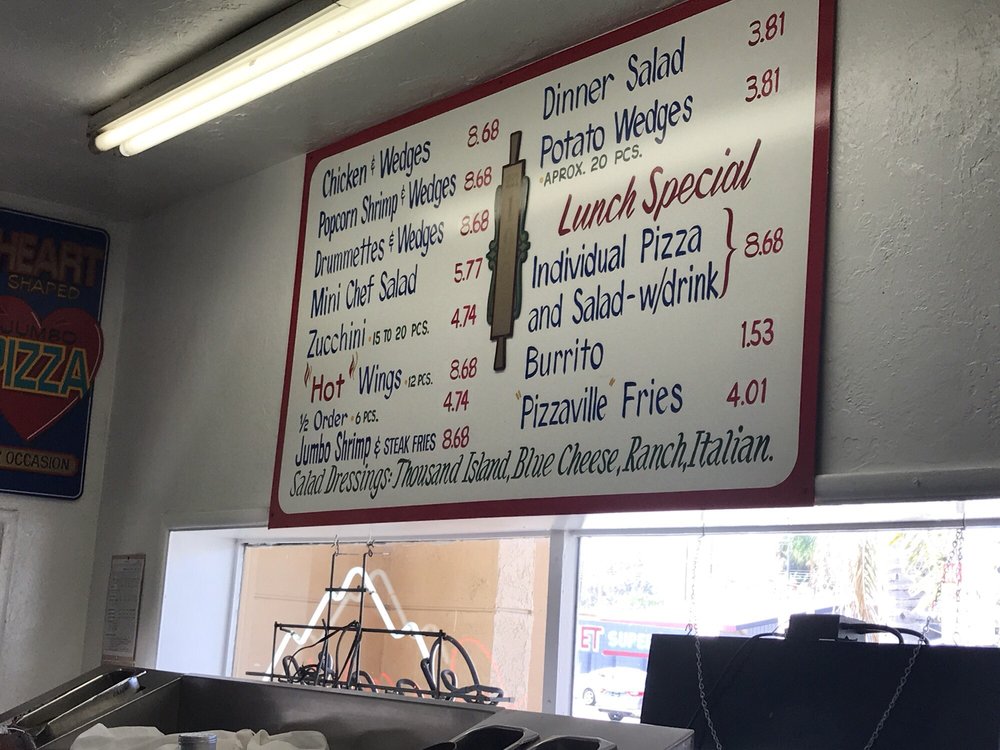 Chicken & Wedges 8.68
Popcorn Shrimp & Wedges 8.68
Drummettes & Wedges 8.68
Mini Chef Salad 5.77
Zucchini • 15 TO 20 PCS. 4.74
"Hot" Wings • 12 PCS. 8.68
½ Order • 6 PCS. 4.74
Jumbo Shrimp & STEAK FRIES 8.68
Dinner Salad 3.81
Potato Wedges 3.81
•APROX. 20 PCS.
Lunch Special
Individual Pizza
and Salad-w/drink } 8.68
Burrito 1.53
"Pizzaville" Fries 4.01
Salad Dressings: Thousand Island, Blue Cheese, Ranch, Italian.
HEART
SHAPED
JUMBO
PIZZA
OCCASION
ET SUPE